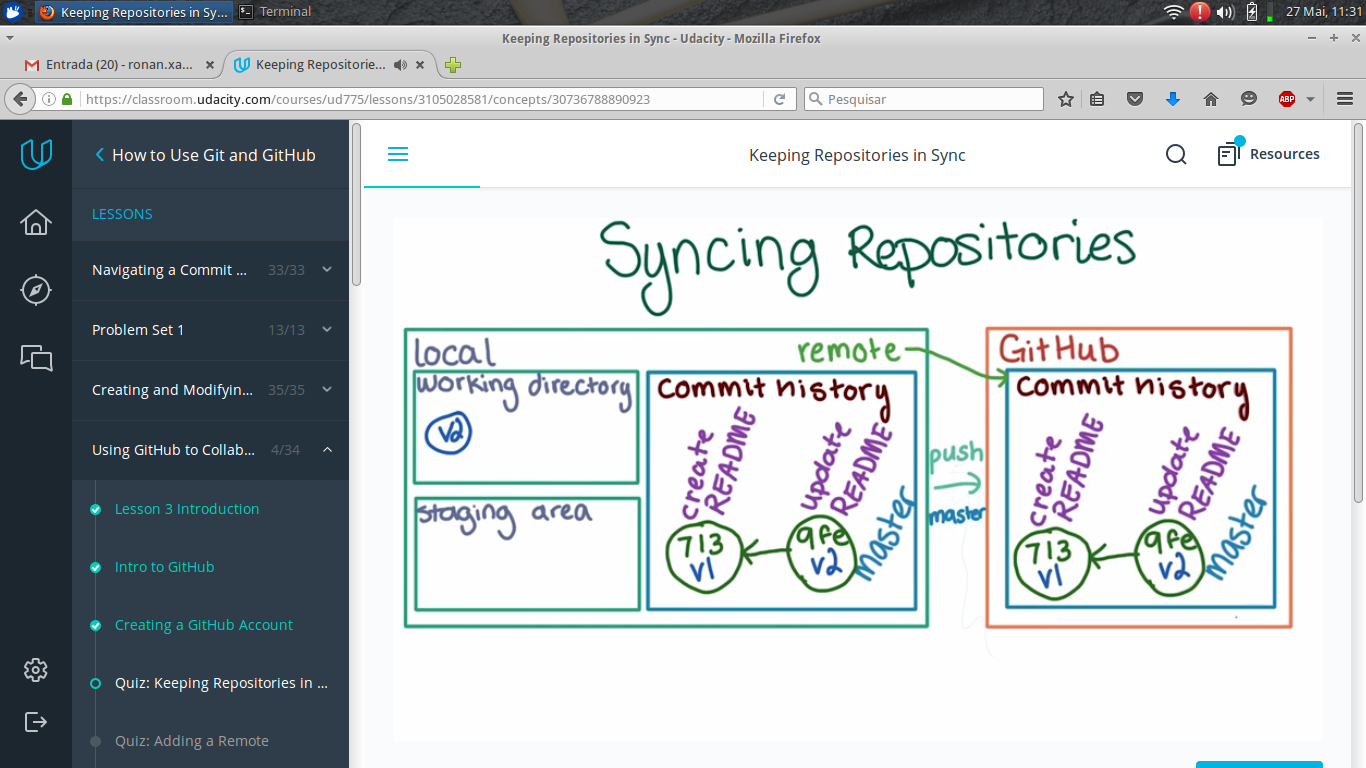 Keeping Repositories in Sy...
Terminal
27 Mai, 11:31
Keeping Repositories in Sync - Udacity - Mozilla Firefox
Entrada (20) - ronan.xa...
Keeping Repositorie...
https://classroom.udacity.com/courses/ud775/lessons/3105028581/concepts/30736788890923
Pesquisar
ABP
How to Use Git and GitHub
Keeping Repositories in Sync
Resources
LESSONS
Navigating a Commit ... 33/33
Problem Set 1 13/13
Creating and Modifyin... 35/35
Using GitHub to Collab... 4/34
Lesson 3 Introduction
Intro to GitHub
Creating a GitHub Account
Quiz: Keeping Repositories in ...
Quiz: Adding a Remote
Syncing Repositories
local
remote
working directory
v2
staging area
commit history
create README
update README
713
v1
9fe
v2
master
push
master
GitHub
commit history
create README
update README
713
v1
9fe
v2
master